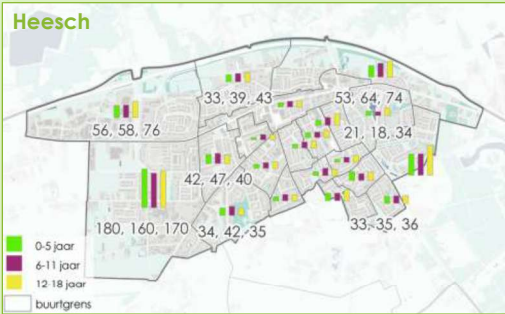 Heesch
33, 39, 43
53, 64, 74
56, 58, 76
21, 18, 34
42, 47, 40
180, 160, 170
34, 42, 35
33, 35, 36
0-5 jaar
6-11 jaar
12-18 jaar
buurtgrens